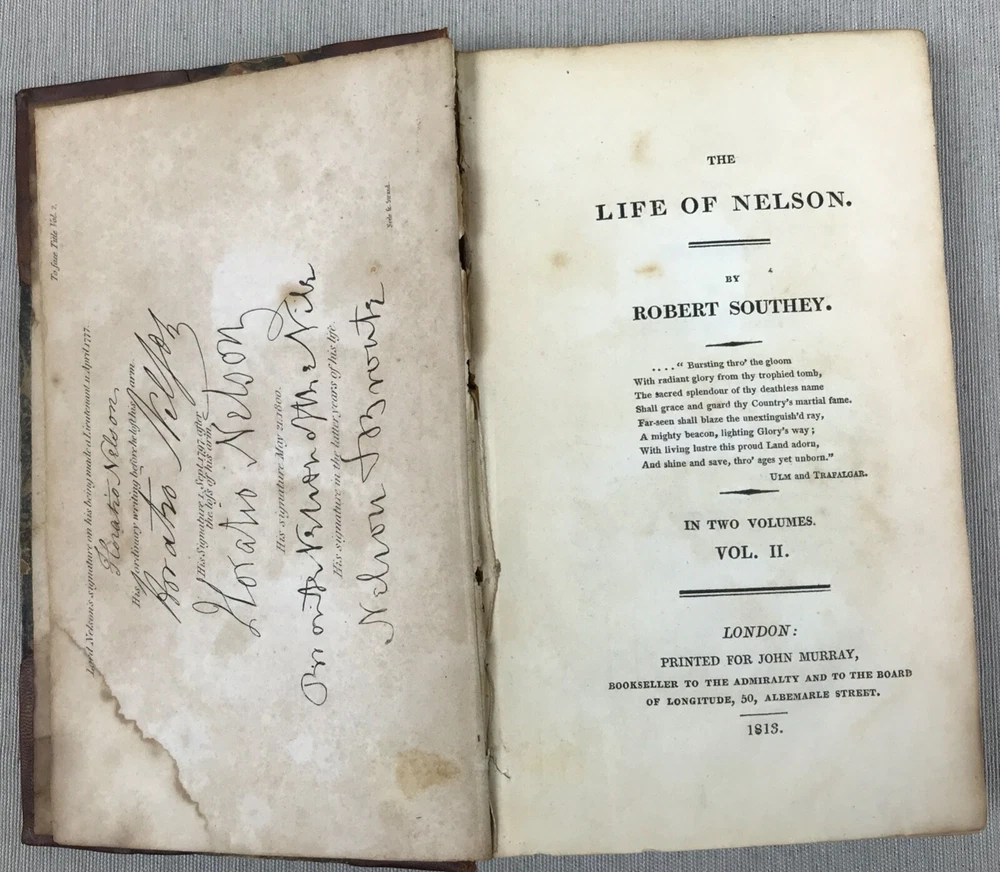 To face Title Vol. 2.
Lord Nelson's signature on his being made a Lieutenant 11 April 1777.
Horatio Nelson
His ordinary writing before he lost his Arm.
Horatio Nelson
His Signature Sept. 1797 after
the loss of his arm.
Horatio Nelson
His signature May 21. 1800.
Bronte Nelson of the Nile
His signature in the latter years of his life.
Nelson & Bronte
Sculp. Strand.
THE
LIFE OF NELSON.
BY
ROBERT SOUTHEY.
...." Bursting thro' the gloom
With radiant glory from thy trophied tomb,
The sacred splendour of thy deathless name
Shall grace and guard thy Country's martial fame.
Far-seen shall blaze the unextinguish'd ray,
A mighty beacon, lighting Glory's way;
With living lustre this proud Land adorn,
And shine and save, thro' ages yet unborn."
ULM and TRAFALGAR.
IN TWO VOLUMES.
VOL. II.
LONDON:
PRINTED FOR JOHN MURRAY,
BOOKSELLER TO THE ADMIRALTY AND TO THE BOARD
OF LONGITUDE, 50, ALBEMARLE STREET.
1813.